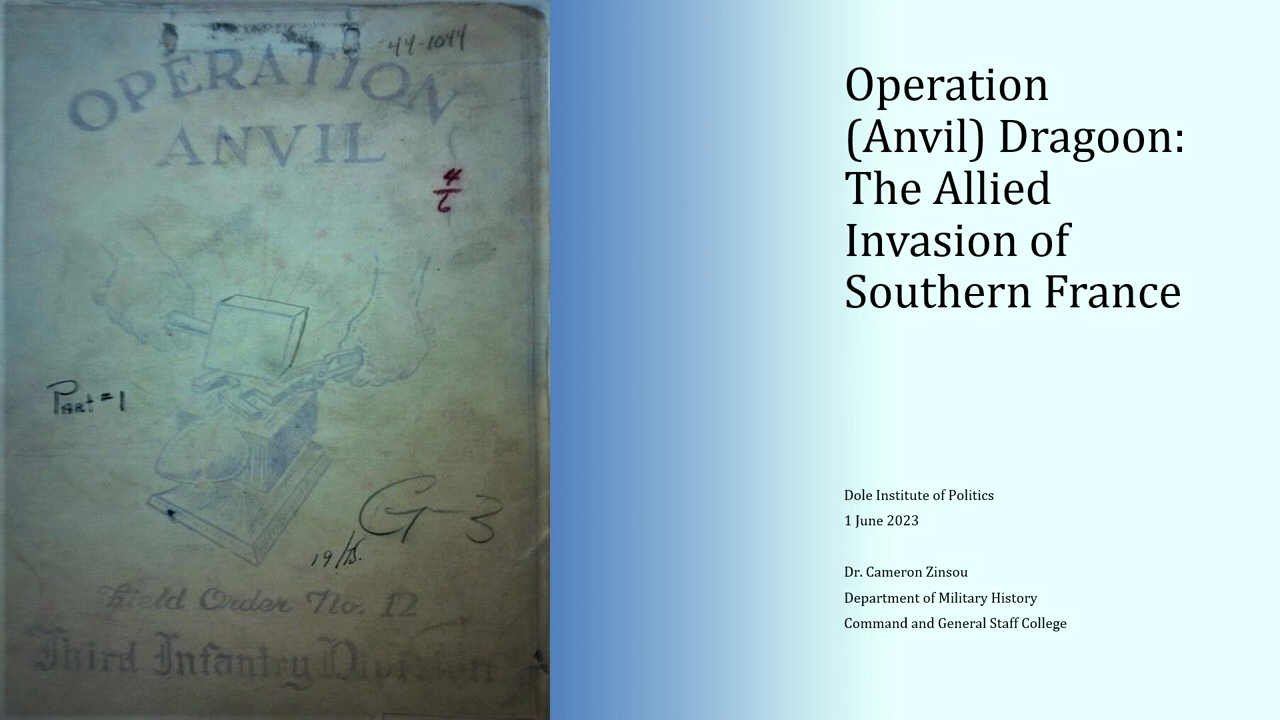 44-1044
OPERATION
ANVIL
4
6
Part #1
G-3
Field Order No. 12
Third Infantry Division
Operation
(Anvil) Dragoon:
The Allied
Invasion of
Southern France
Dole Institute of Politics
1 June 2023
Dr. Cameron Zinsou
Department of Military History
Command and General Staff College